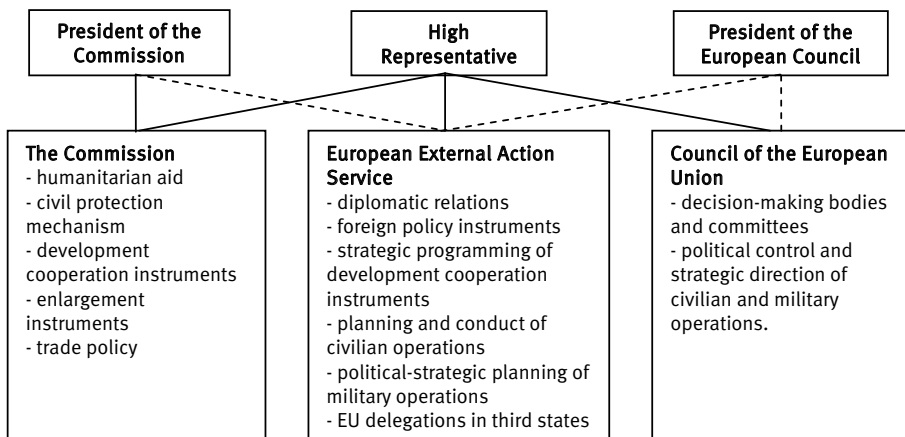 President of the
Commission
High
Representative
President of the
European Council
The Commission
- humanitarian aid
- civil protection
mechanism
- development
cooperation instruments
- enlargement
instruments
- trade policy
European External Action
Service
- diplomatic relations
- foreign policy instruments
- strategic programming of
development cooperation
instruments
- planning and conduct of
civilian operations
- political-strategic planning of
military operations
- EU delegations in third states
Council of the European
Union
- decision-making bodies
and committees
- political control and
strategic direction of
civilian and military
operations.